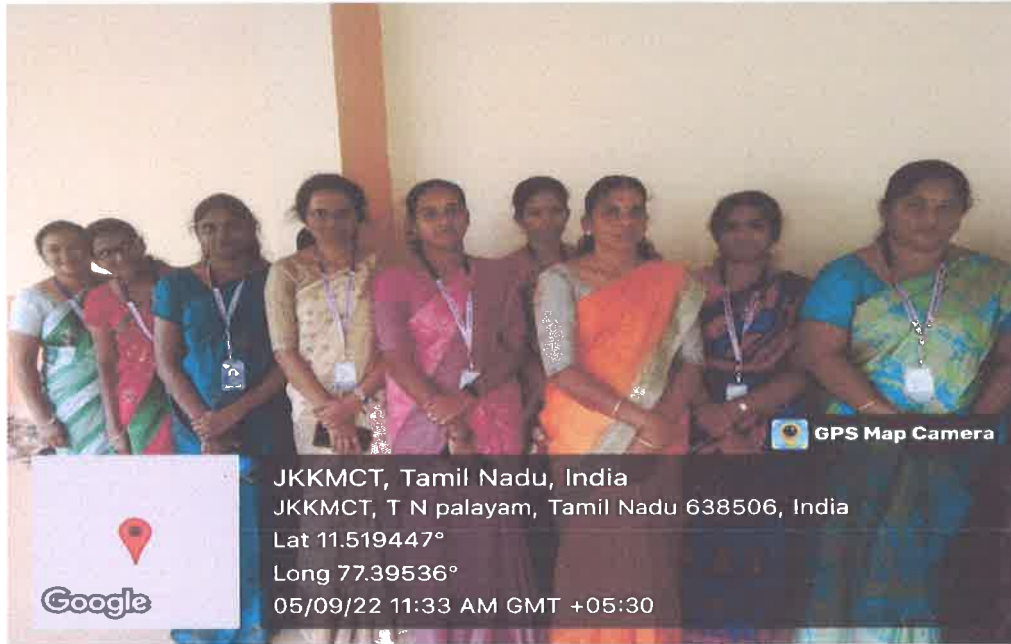 GPS Map Camera
JKKMCT, Tamil Nadu, India
JKKMCT, T N palayam, Tamil Nadu 638506, India
Lat 11.519447°
Long 77.39536°
05/09/22 11:33 AM GMT +05:30
Google